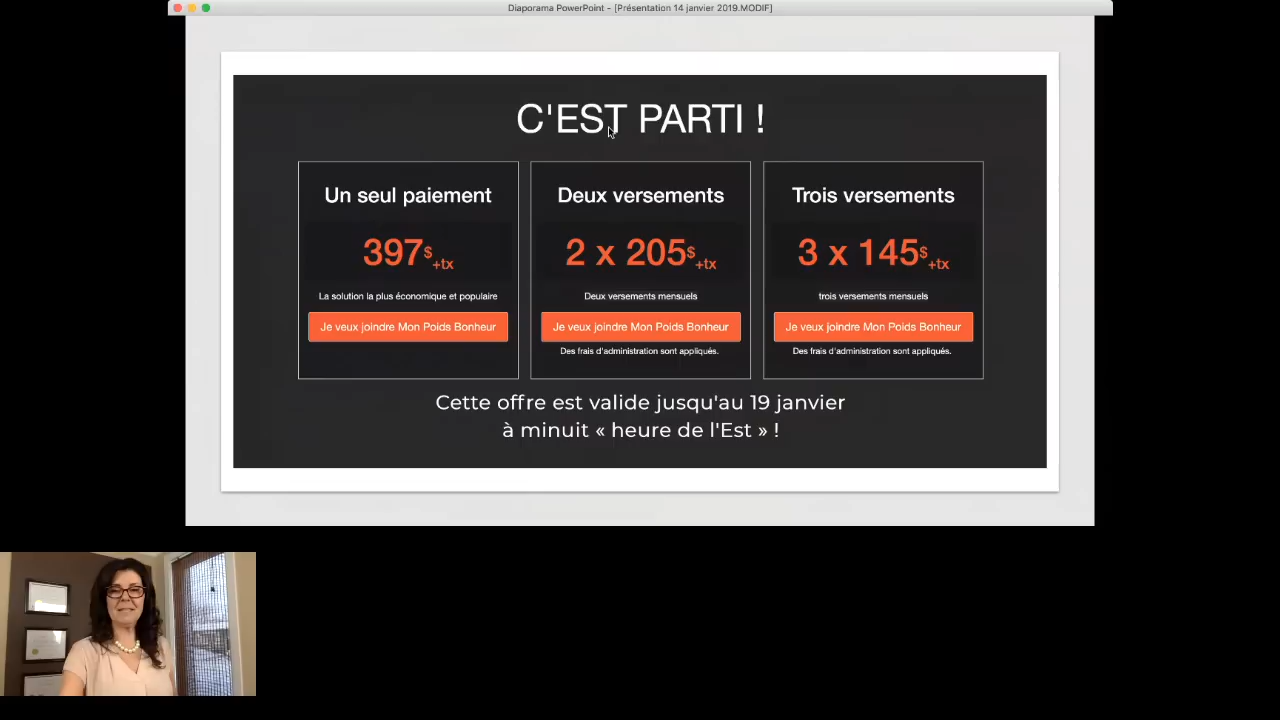 Diaporama PowerPoint - [Présentation 14 janvier 2019.MODIF]
C'EST PARTI !
Un seul paiement
397$+tx
La solution la plus économique et populaire
Je veux joindre Mon Poids Bonheur
Deux versements
2 x 205$+tx
Deux versements mensuels
Je veux joindre Mon Poids Bonheur
Des frais d'administration sont appliqués.
Trois versements
3 x 145$+tx
trois versements mensuels
Je veux joindre Mon Poids Bonheur
Des frais d'administration sont appliqués.
Cette offre est valide jusqu'au 19 janvier
à minuit « heure de l'Est » !